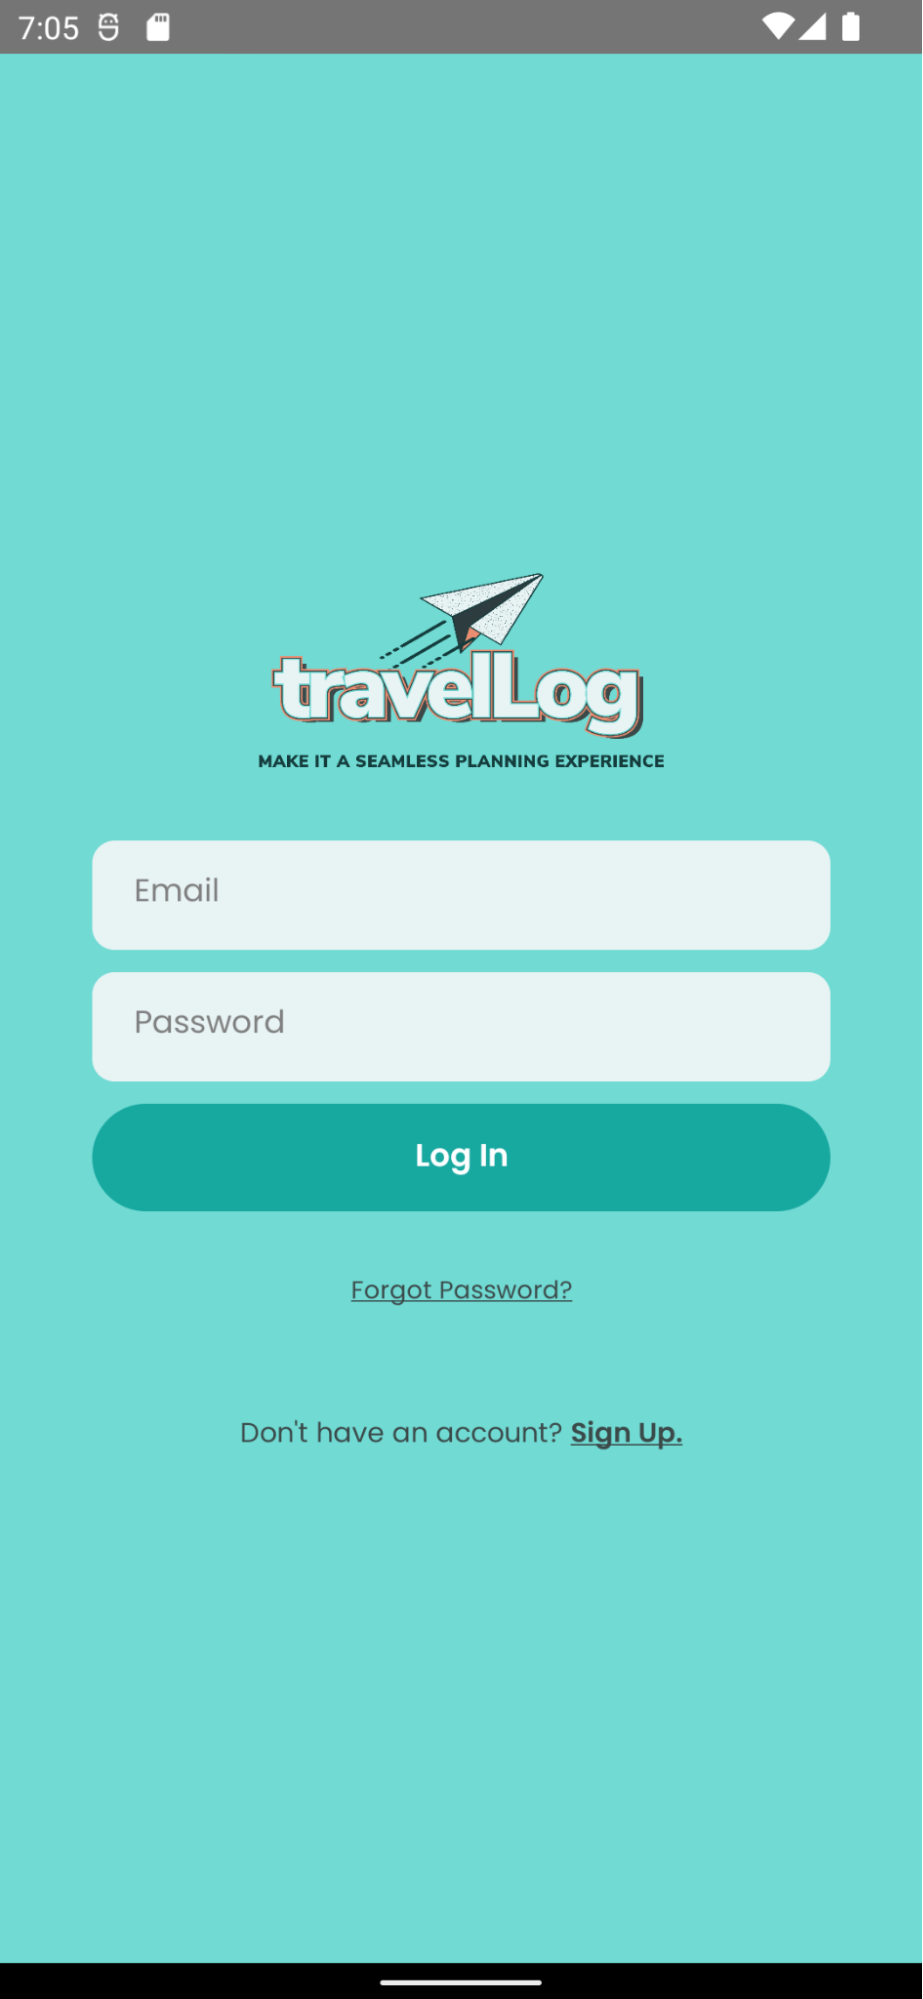 7:05
travelLog
MAKE IT A SEAMLESS PLANNING EXPERIENCE
Email
Password
Log In
Forgot Password?
Don't have an account? Sign Up.